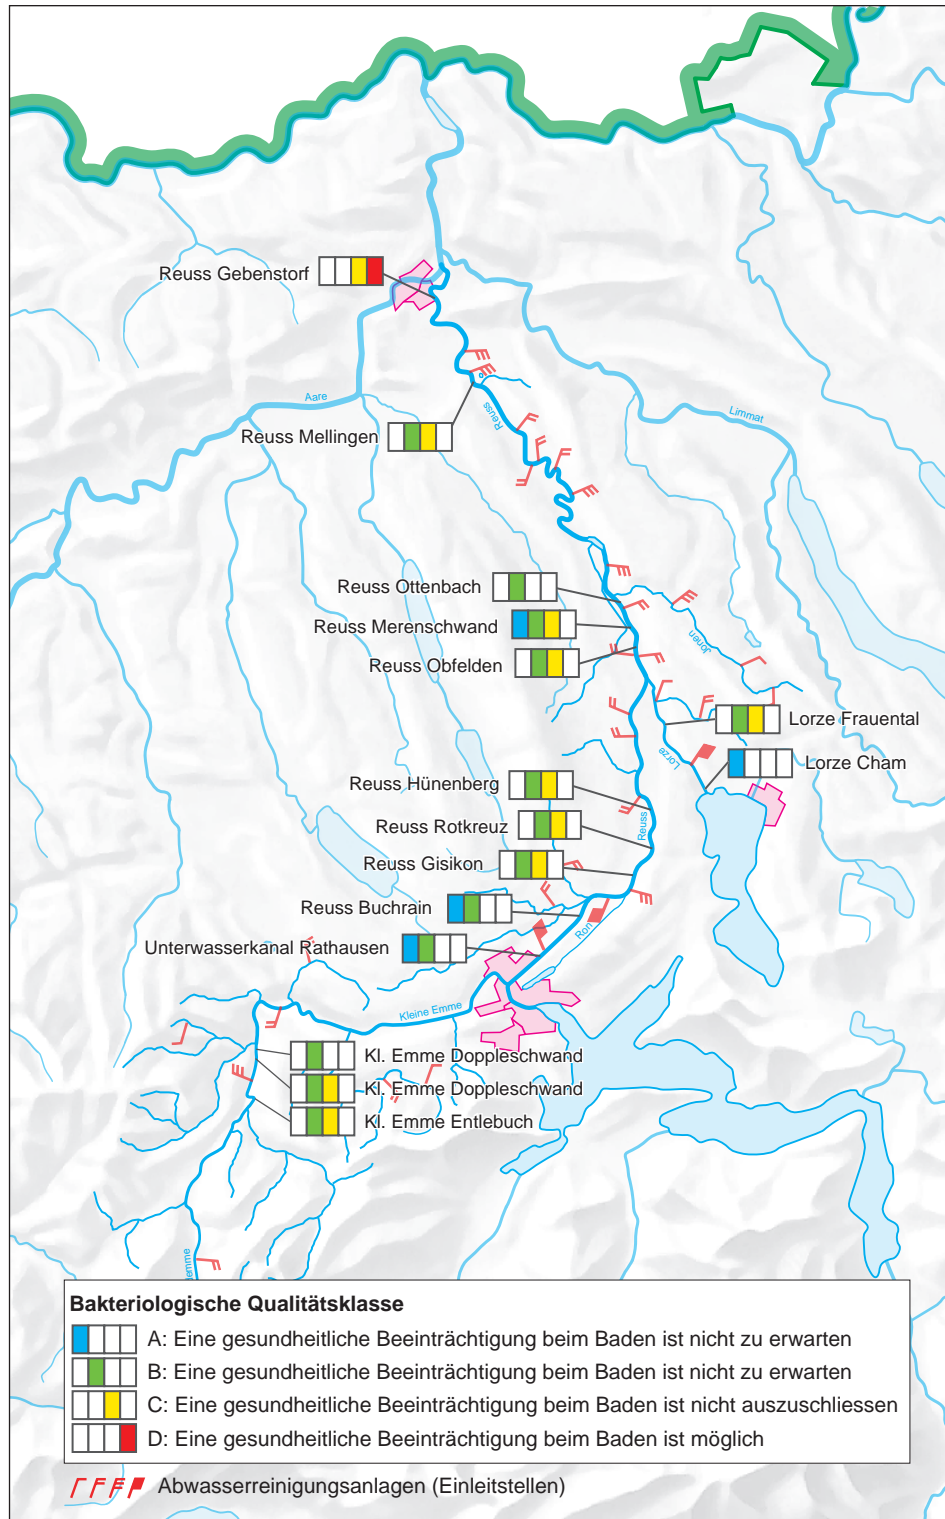 Reuss Gebenstorf
Aare
Reuss
Limmat
Reuss Mellingen
Reuss Ottenbach
Reuss Merenschwand
Jonen
Reuss Obfelden
Lorze Frauental
Lorze
Lorze Cham
Reuss Hünenberg
Reuss Rotkreuz
Reuss
Reuss Gisikon
Reuss Buchrain
Ron
Unterwasserkanal Rathausen
Kleine Emme
Kl. Emme Doppleschwand
Kl. Emme Doppleschwand
Kl. Emme Entlebuch
Bakteriologische Qualitätsklasse
A: Eine gesundheitliche Beeinträchtigung beim Baden ist nicht zu erwarten
B: Eine gesundheitliche Beeinträchtigung beim Baden ist nicht zu erwarten
C: Eine gesundheitliche Beeinträchtigung beim Baden ist nicht auszuschliessen
D: Eine gesundheitliche Beeinträchtigung beim Baden ist möglich
Abwasserreinigungsanlagen (Einleitstellen)